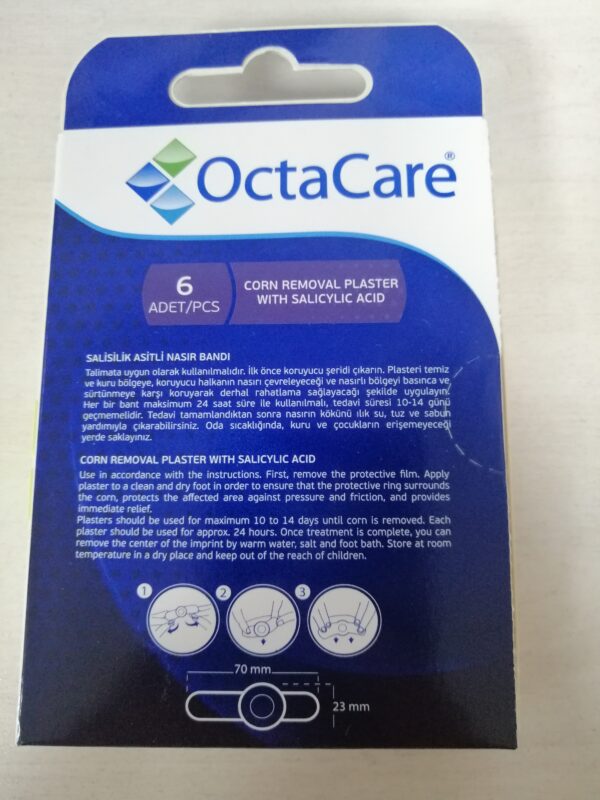 OctaCare®
6
ADET/PCS
CORN REMOVAL PLASTER
WITH SALICYLIC ACID
SALİSİLİK ASİTLİ NASIR BANDI
Talimata uygun olarak kullanılmalıdır. İlk önce koruyucu şeridi çıkarın. Plasteri temiz
ve kuru bölgeye, koruyucu halkanın nasırı çevreleyeceği ve nasırlı bölgeyi basınca ve
sürtünmeye karşı koruyarak derhal rahatlama sağlayacağı şekilde uygulayın.
Her bir bant maksimum 24 saat süre ile kullanılmalı, tedavi süresi 10-14 günü
geçmemelidir. Tedavi tamamlandıktan sonra nasırın kökünü ılık su, tuz ve sabun
yardımıyla çıkarabilirsiniz. Oda sıcaklığında, kuru ve çocukların erişemeyeceği
yerde saklayınız.
CORN REMOVAL PLASTER WITH SALICYLIC ACID
Use in accordance with the instructions. First, remove the protective film. Apply
plaster to a clean and dry foot in order to ensure that the protective ring surrounds
the corn, protects the affected area against pressure and friction, and provides
immediate relief.
Plasters should be used for maximum 10 to 14 days until corn is removed. Each
plaster should be used for approx. 24 hours. Once treatment is complete, you can
remove the center of the imprint by warm water, salt and foot bath. Store at room
temperature in a dry place and keep out of the reach of children.
1 2 3
70 mm
23 mm